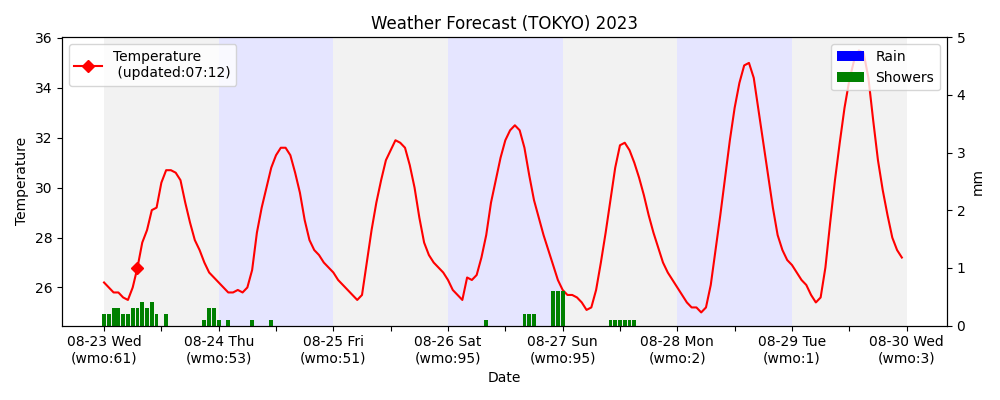 Weather Forecast (TOKYO) 2023
Temperature
(updated:07:12)
Rain
Showers
36
34
32
30
28
26
Temperature
5
4
3
2
1
0
mm
08-23 Wed
(wmo:61)
08-24 Thu
(wmo:53)
08-25 Fri
(wmo:51)
08-26 Sat
(wmo:95)
08-27 Sun
(wmo:95)
08-28 Mon
(wmo:2)
08-29 Tue
(wmo:1)
08-30 Wed
(wmo:3)
Date